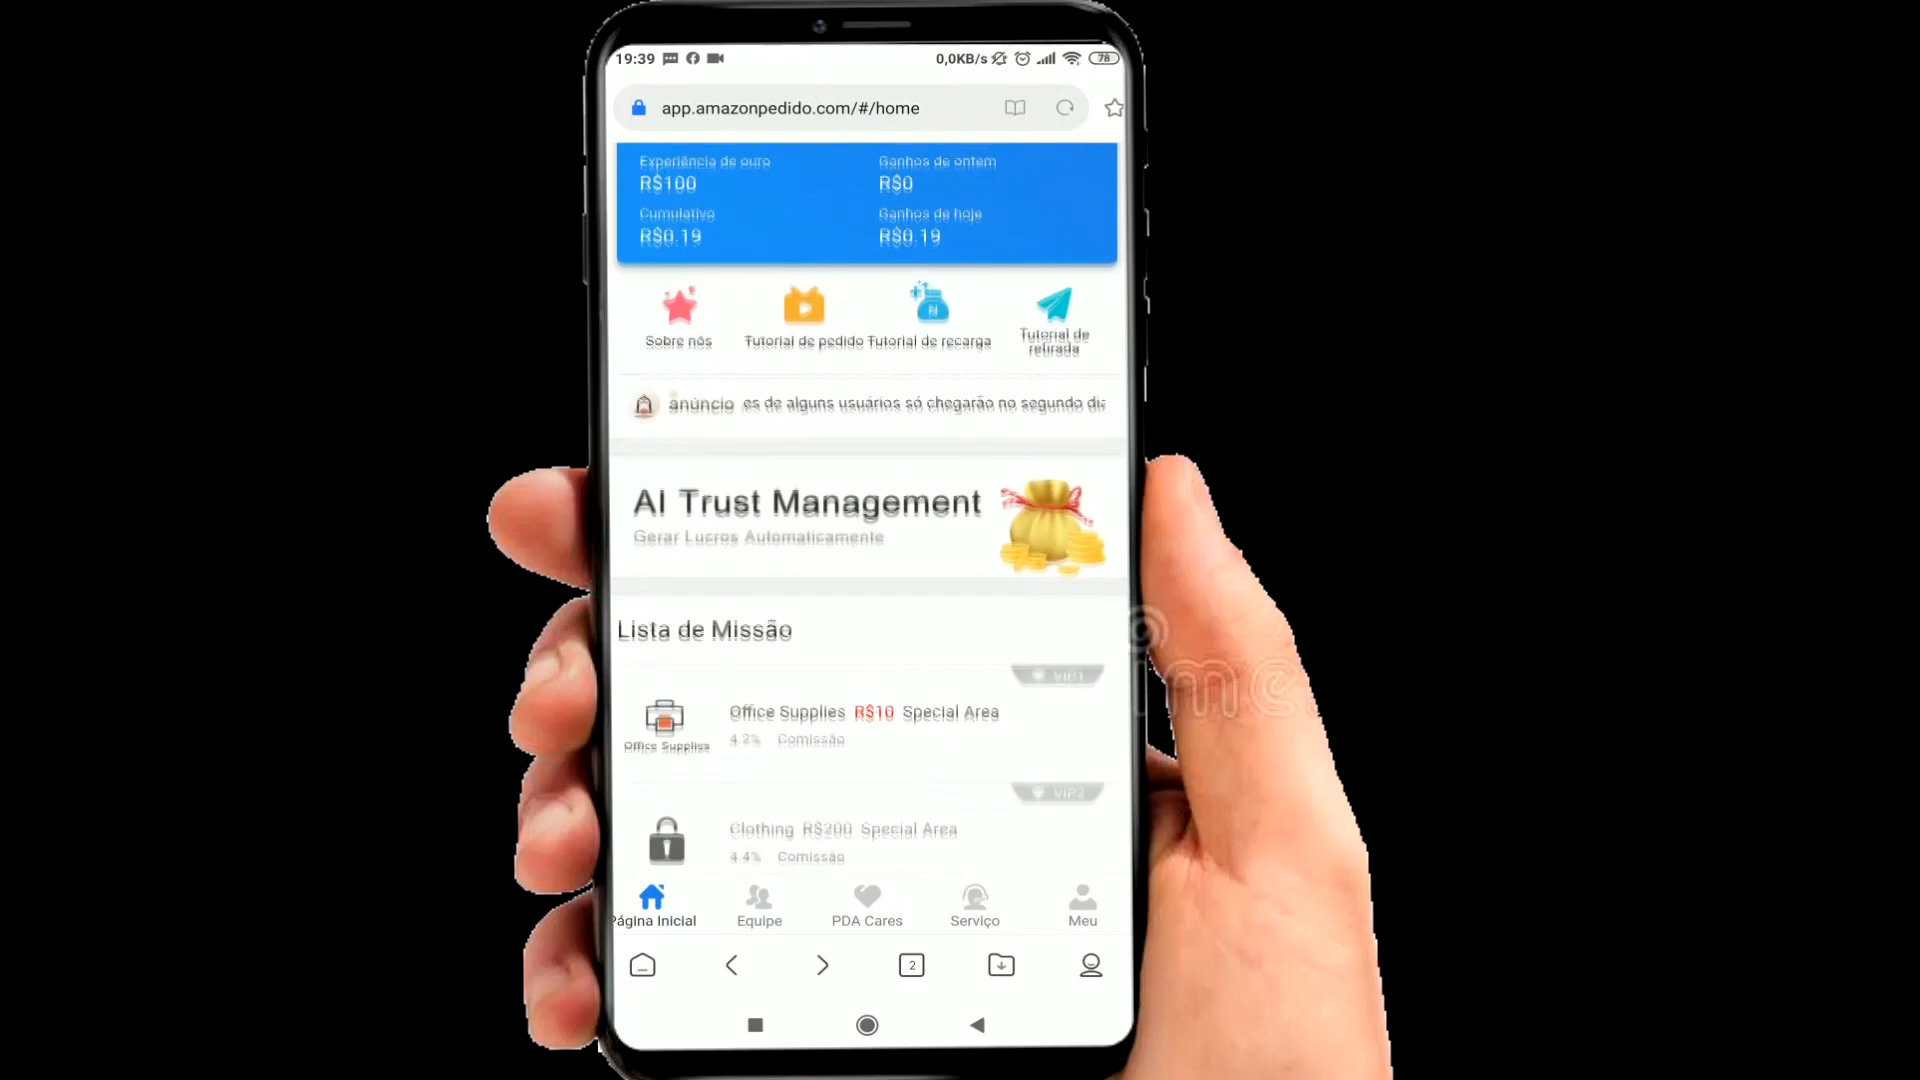 19:39
0,0KB/s
78
app.amazonpedido.com/#/home
Experiência de ouro
Ganhos de ontem
R$100
R$0
Cumulativo
Ganhos de hoje
R$0.19
R$0.19
Sobre nós
Tutorial de pedido
Tutorial de recarga
Tutorial de
retirada
anúncio
es de alguns usuários só chegarão no segundo di
AI Trust Management
Gerar Lucros Automaticamente
Lista de Missão
VIP1
Office Supplies R$10 Special Area
Office Supplies
4.2% Comissão
VIP2
Clothing R$200 Special Area
4.4% Comissão
Página Inicial
Equipe
PDA Cares
Serviço
Meu
2